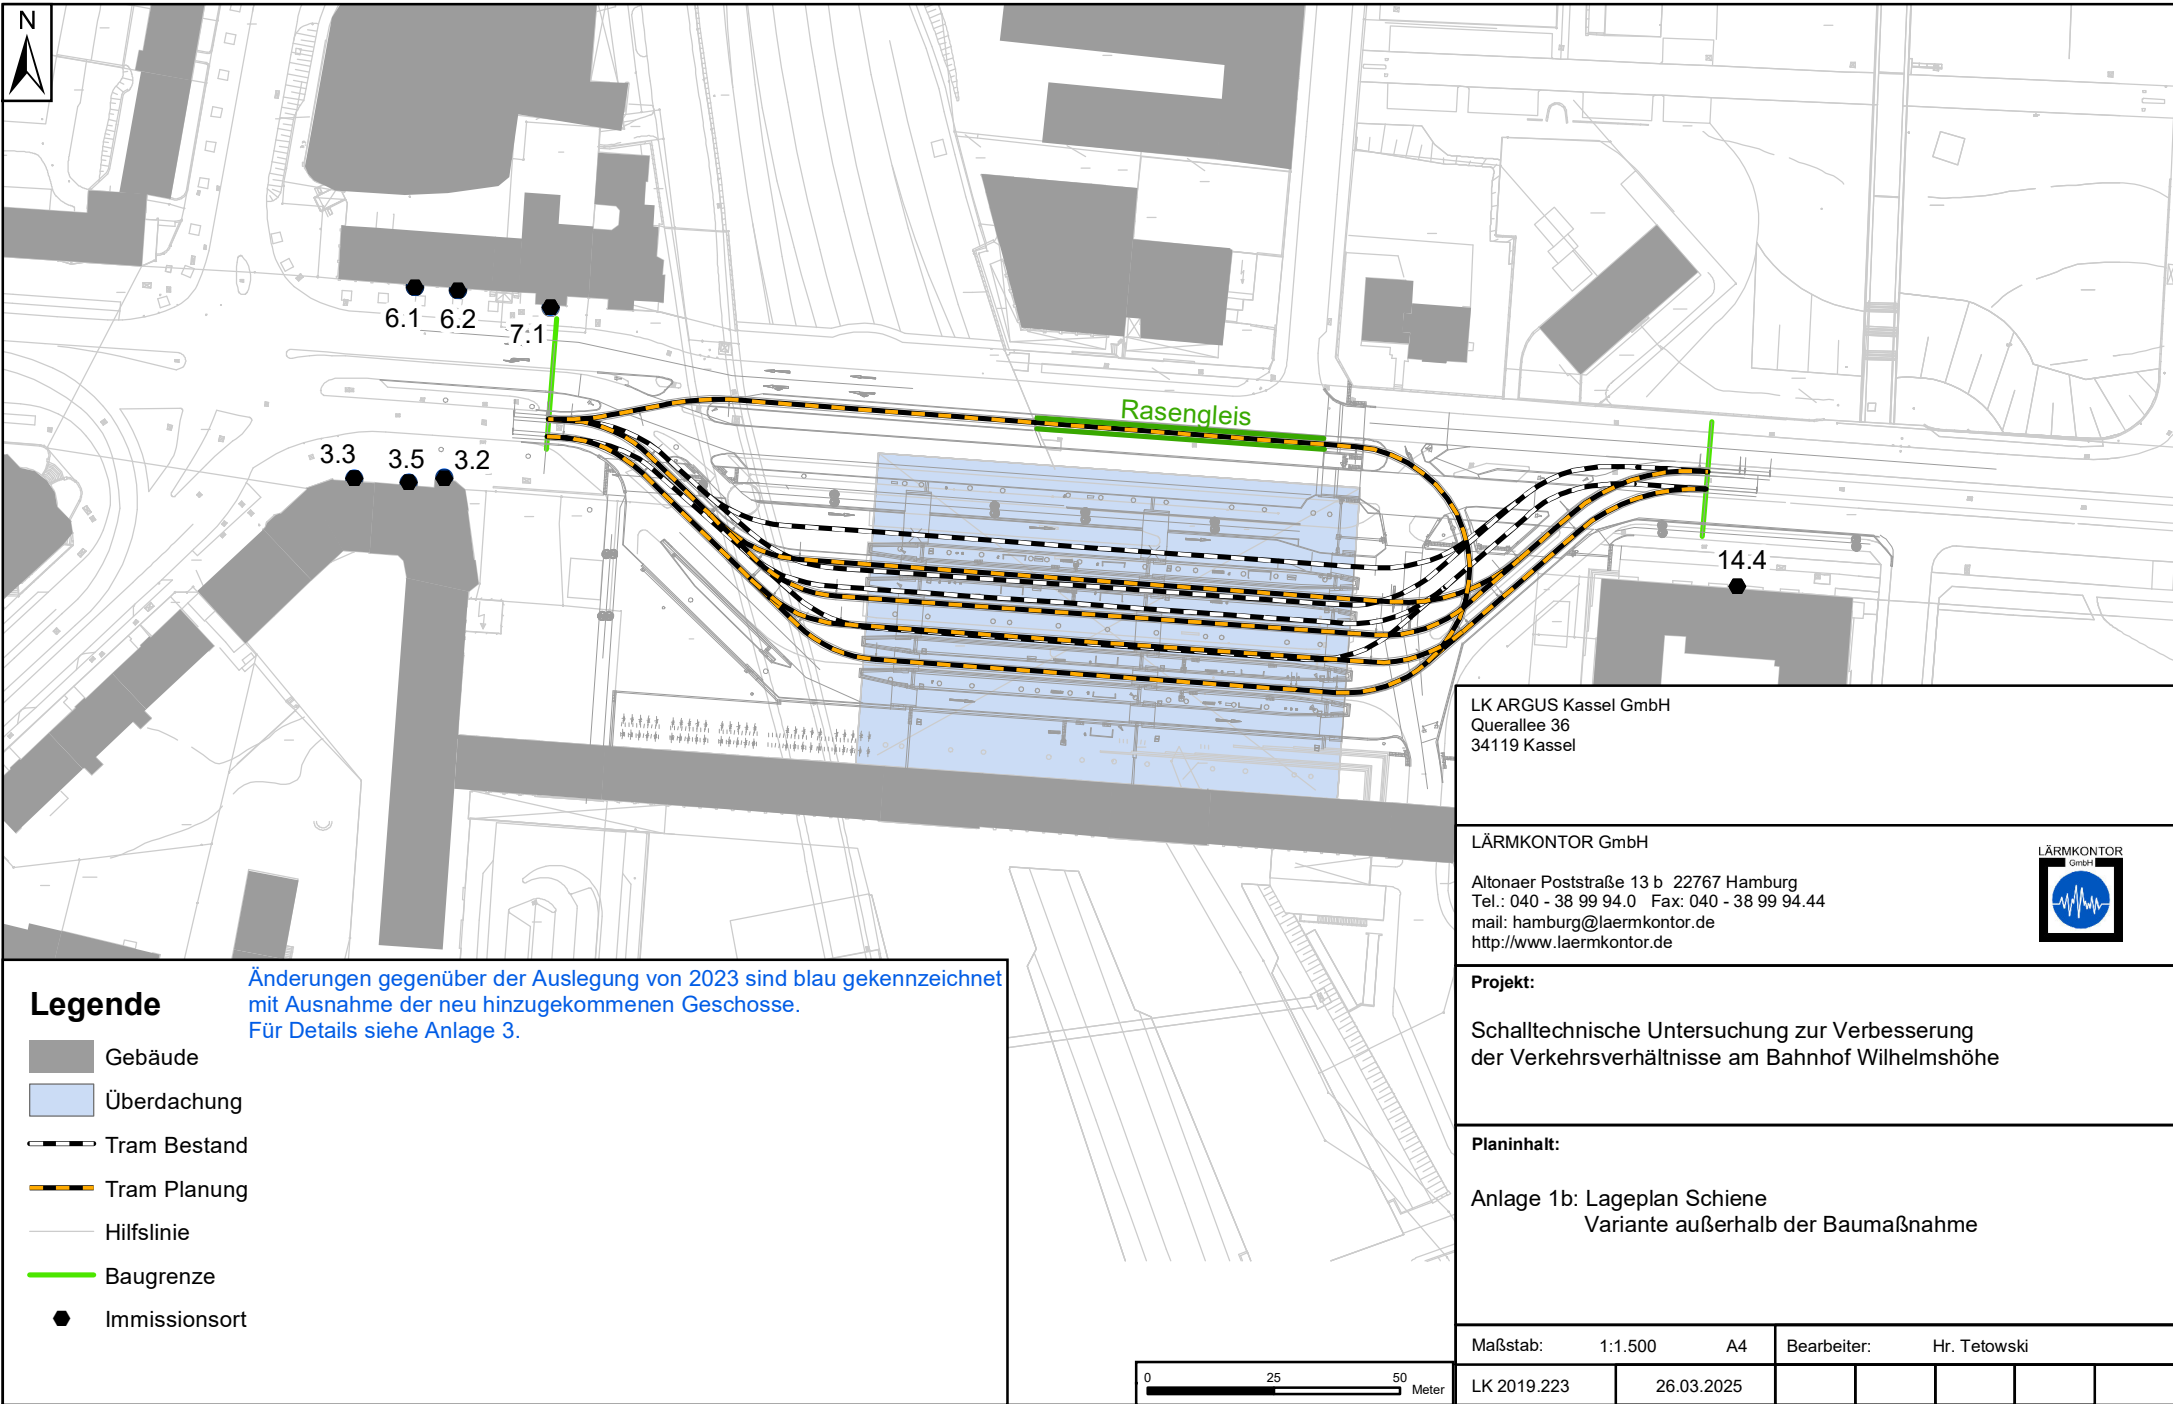 N
6.1
6.2
7.1
3.3
3.5
3.2
Rasengleis
14.4
LK ARGUS Kassel GmbH
Querallee 36
34119 Kassel
LÄRMKONTOR GmbH
Altonaer Poststraße 13 b 22767 Hamburg
Tel.: 040 - 38 99 94.0 Fax: 040 - 38 99 94.44
mail: hamburg@laermkontor.de
http://www.laermkontor.de
LÄRMKONTOR
GmbH
Projekt:
Schalltechnische Untersuchung zur Verbesserung
der Verkehrsverhältnisse am Bahnhof Wilhelmshöhe
Planinhalt:
Anlage 1b: Lageplan Schiene
Variante außerhalb der Baumaßnahme
Maßstab: 1:1.500 A4 Bearbeiter: Hr. Tetowski
LK 2019.223 26.03.2025
Legende
Änderungen gegenüber der Auslegung von 2023 sind blau gekennzeichnet
mit Ausnahme der neu hinzugekommenen Geschosse.
Für Details siehe Anlage 3.
Gebäude
Überdachung
Tram Bestand
Tram Planung
Hilfslinie
Baugrenze
Immissionsort
0 25 50
Meter